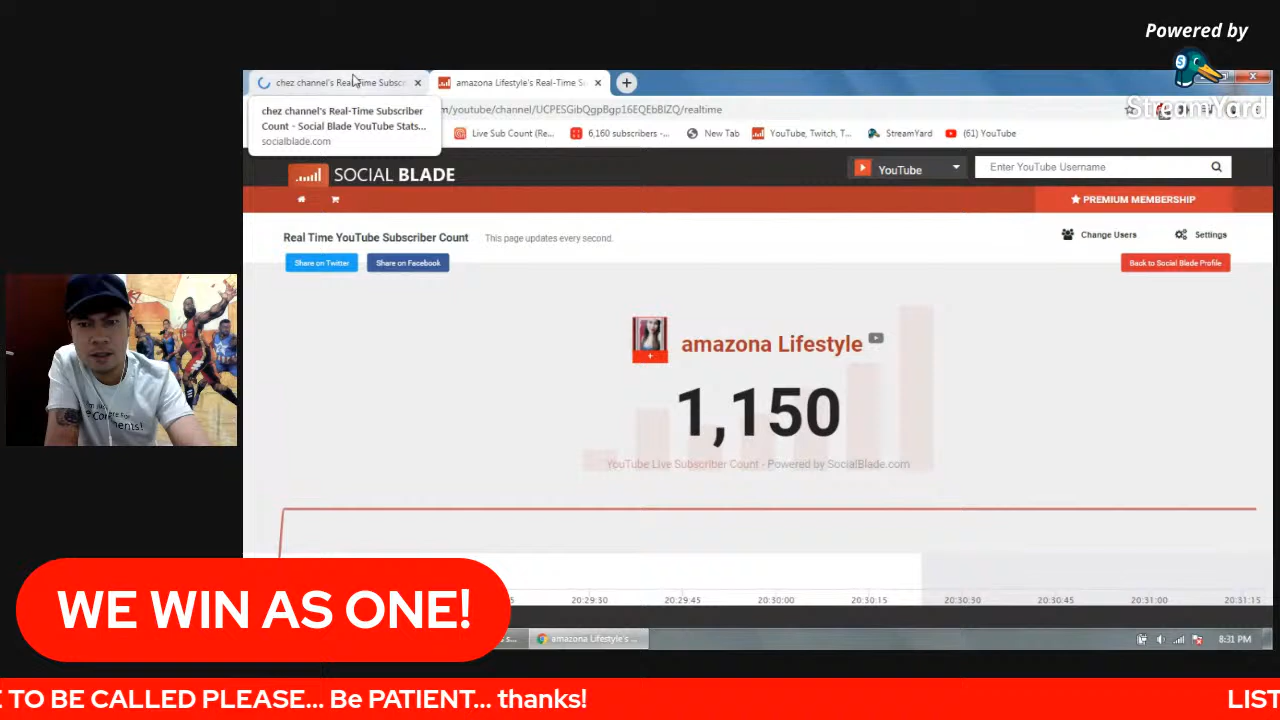 Powered by
StreamYard
chez channel's Real-Time Subsc
amazona Lifestyle's Real-Time S
chez channel's Real-Time Subscriber
Count - Social Blade YouTube Stats...
socialblade.com
m/youtube/channel/UCPESGibQgpBgp16EQEbBIZQ/realtime
Live Sub Count (Re...
6,160 subscribers -...
New Tab
YouTube, Twitch, T...
StreamYard
(61) YouTube
SOCIAL BLADE
YouTube
Enter YouTube Username
PREMIUM MEMBERSHIP
Real Time YouTube Subscriber Count
This page updates every second.
Change Users
Settings
Share on Twitter
Share on Facebook
Back to Social Blade Profile
amazona Lifestyle
1,150
YouTube Live Subscriber Count - Powered by SocialBlade.com
20:29:30
20:29:45
20:30:00
20:30:15
20:30:30
20:30:45
20:31:00
20:31:15
WE WIN AS ONE!
amazona Lifestyle's ...
8:31 PM
E TO BE CALLED PLEASE... Be PATIENT... thanks!
LIST